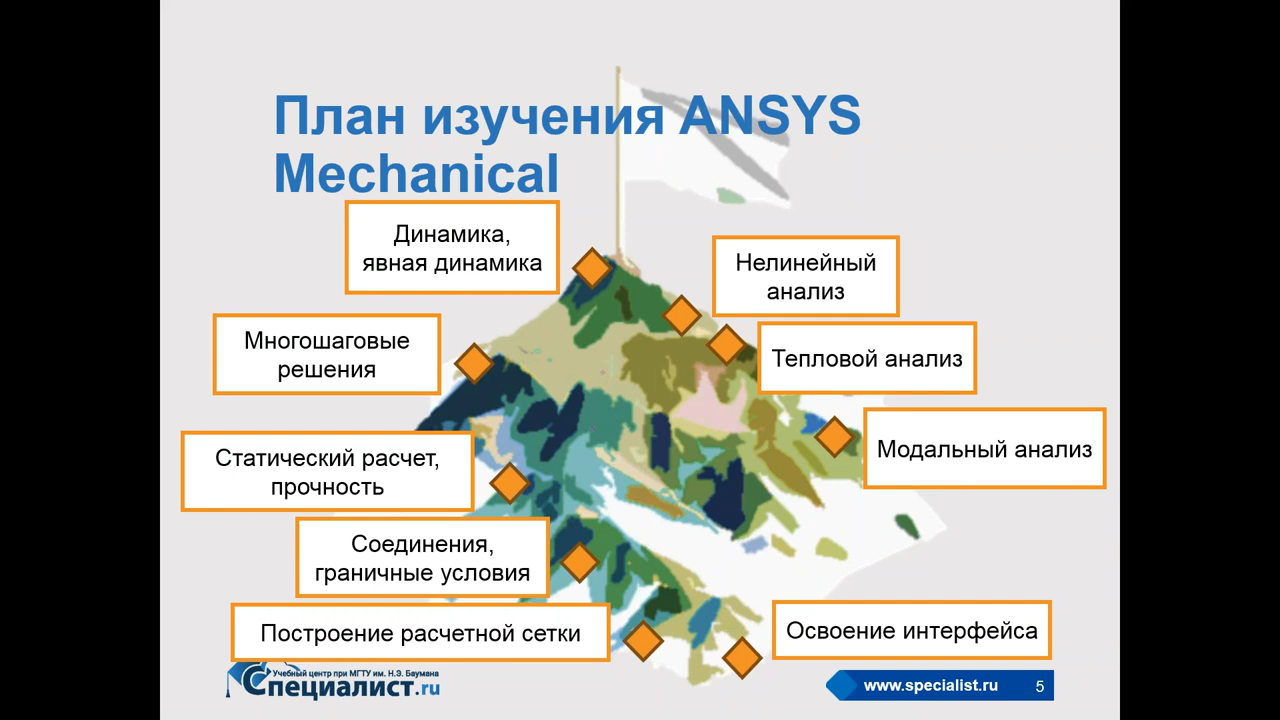 План изучения ANSYS
Mechanical
Динамика,
явная динамика
Нелинейный
анализ
Многошаговые
решения
Тепловой анализ
Модальный анализ
Статический расчет,
прочность
Соединения,
граничные условия
Построение расчетной сетки
Освоение интерфейса
Учебный центр при МГТУ им. Н.Э. Баумана
Специалист.ru
www.specialist.ru
5